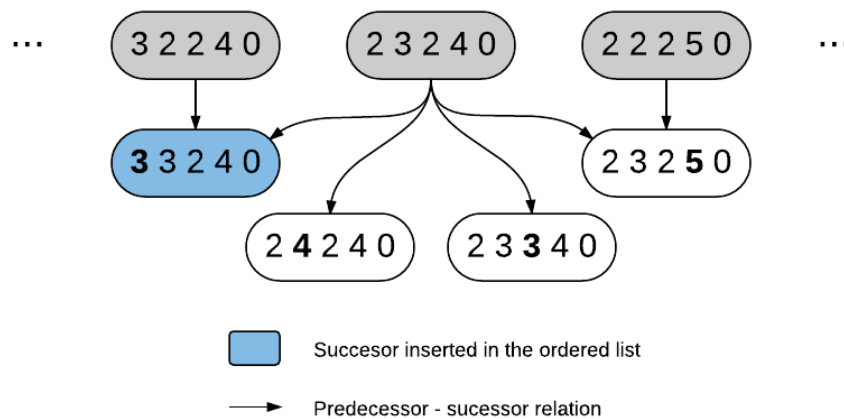 ... 3 2 2 4 0 2 3 2 4 0 2 2 2 5 0 ...
3 3 2 4 0 2 3 2 5 0
2 4 2 4 0 2 3 3 4 0
Succesor inserted in the ordered list
Predecessor - sucessor relation